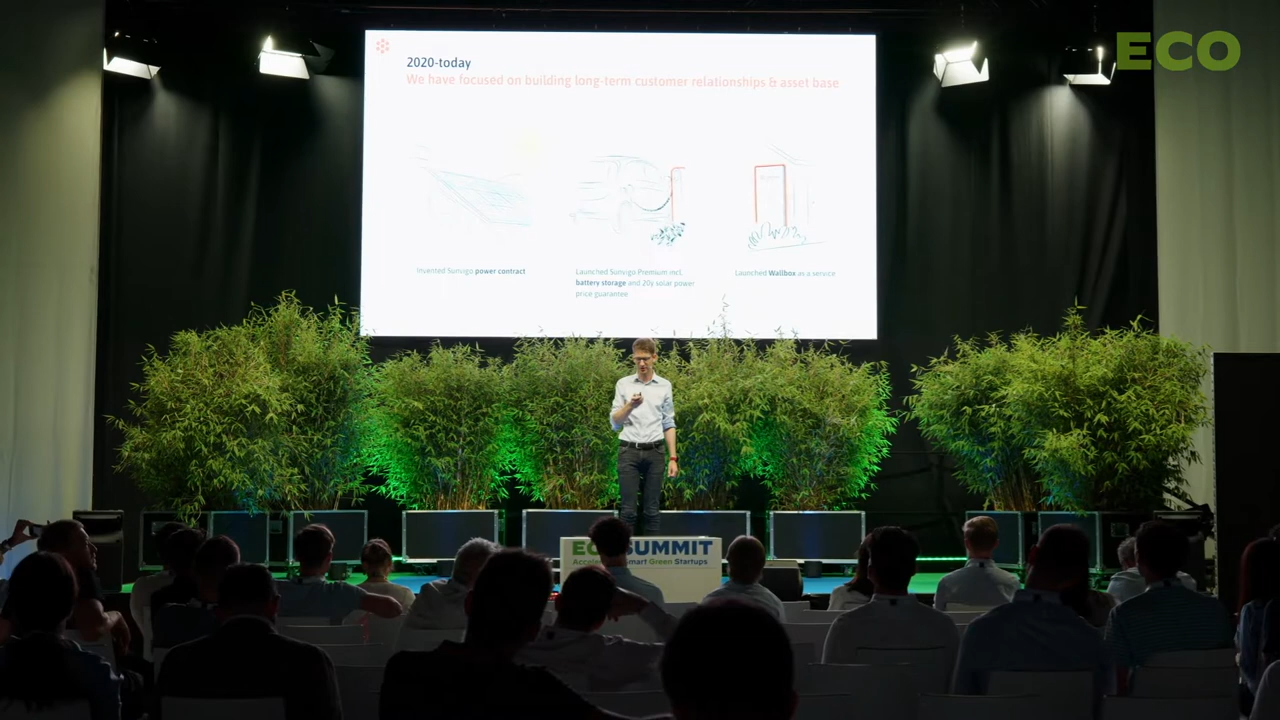 ECO
2020-today
We have focused on building long-term customer relationships & asset base
Invented Sunvigo power contract
Launched Sunvigo Premium incl.
battery storage and 20y solar power
price guarantee
Launched Wallbox as a service
SUMMIT
Smart Green Startups